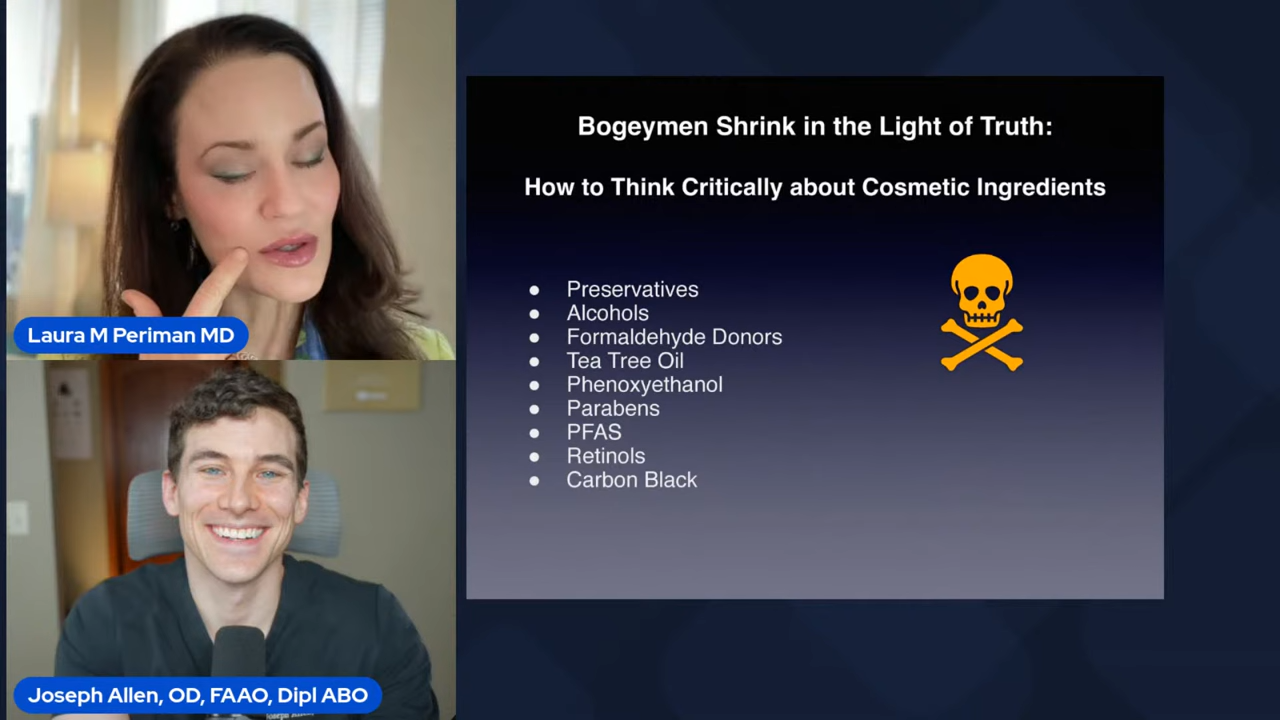 Laura M Periman MD
Joseph Allen, OD, FAAO, Dipl ABO
Bogeymen Shrink in the Light of Truth:
How to Think Critically about Cosmetic Ingredients
● Preservatives
● Alcohols
● Formaldehyde Donors
● Tea Tree Oil
● Phenoxyethanol
● Parabens
● PFAS
● Retinols
● Carbon Black